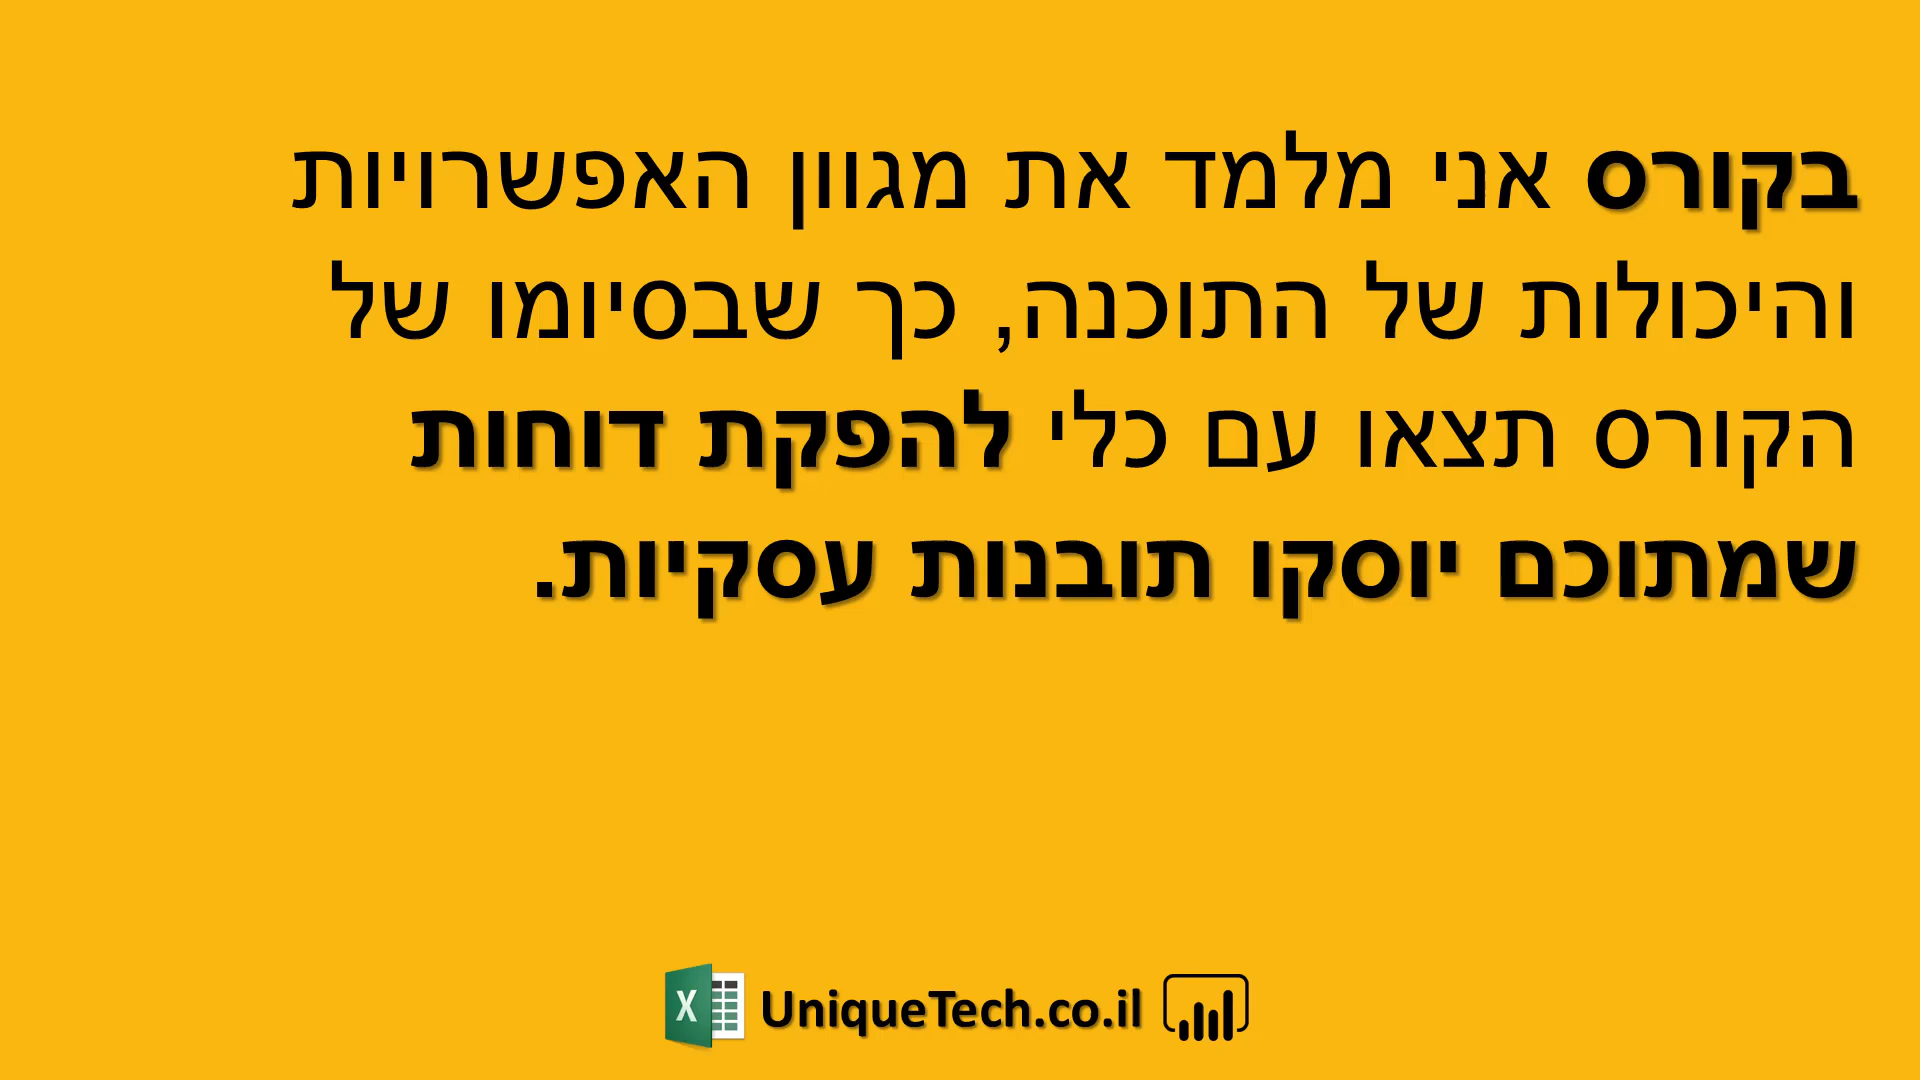 בקורס אני מלמד את מגוון האפשרויות
והיכולות של התוכנה, כך שבסיומו של
הקורס תצאו עם כלי להפקת דוחות
שמתוכם יוסקו תובנות עסקיות.
X UniqueTech.co.il